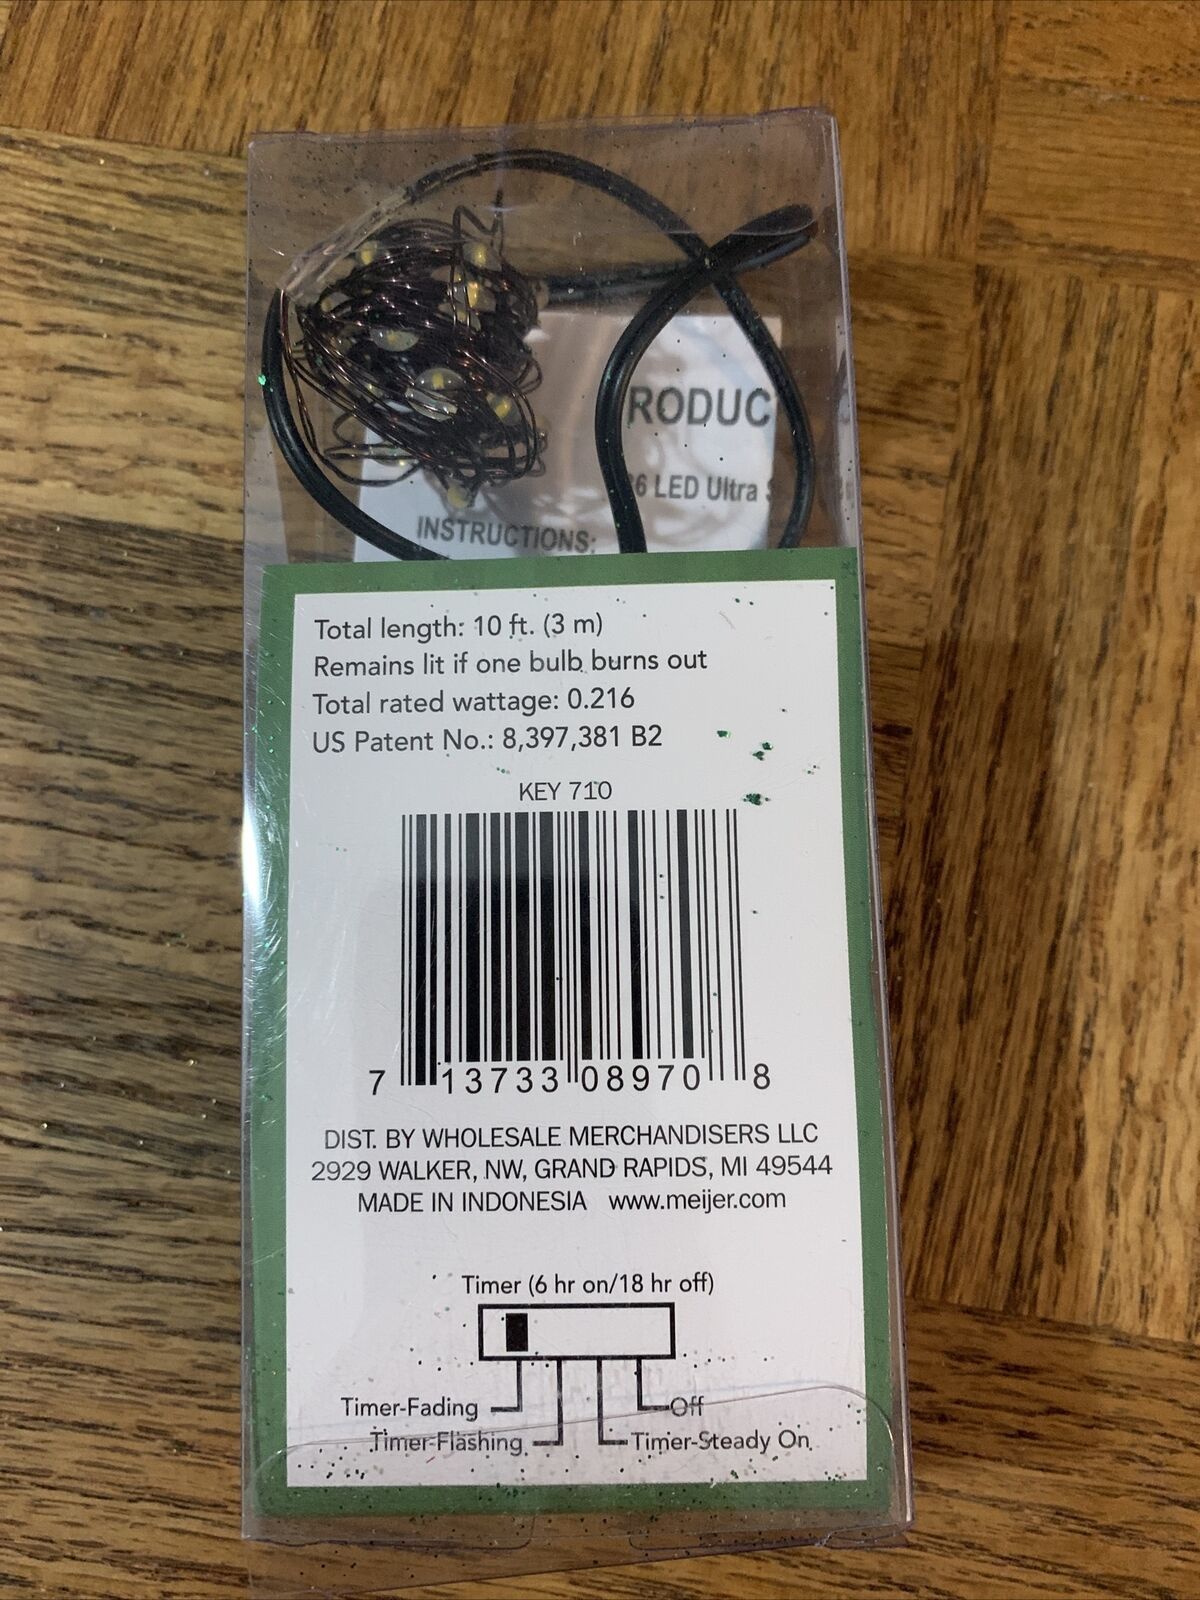 RODUC
6 LED Ultra
INSTRUCTIONS:
Total length: 10 ft. (3 m)
Remains lit if one bulb burns out
Total rated wattage: 0.216
US Patent No.: 8,397,381 B2
KEY 710
7 13733 08970 8
DIST. BY WHOLESALE MERCHANDISERS LLC
2929 WALKER, NW, GRAND RAPIDS, MI 49544
MADE IN INDONESIA www.meijer.com
Timer (6 hr on/18 hr off)
Timer-Fading Off
Timer-Flashing Timer-Steady On